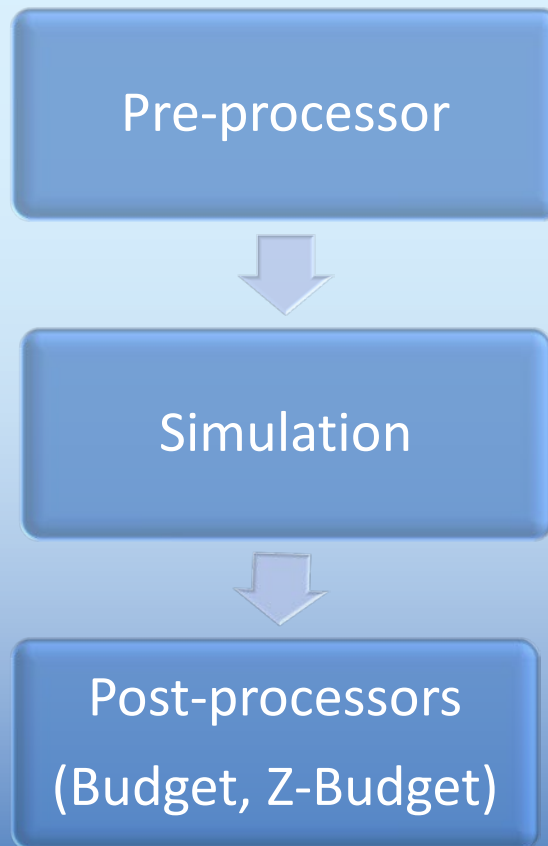 Pre-processor
Simulation
Post-processors
(Budget, Z-Budget)